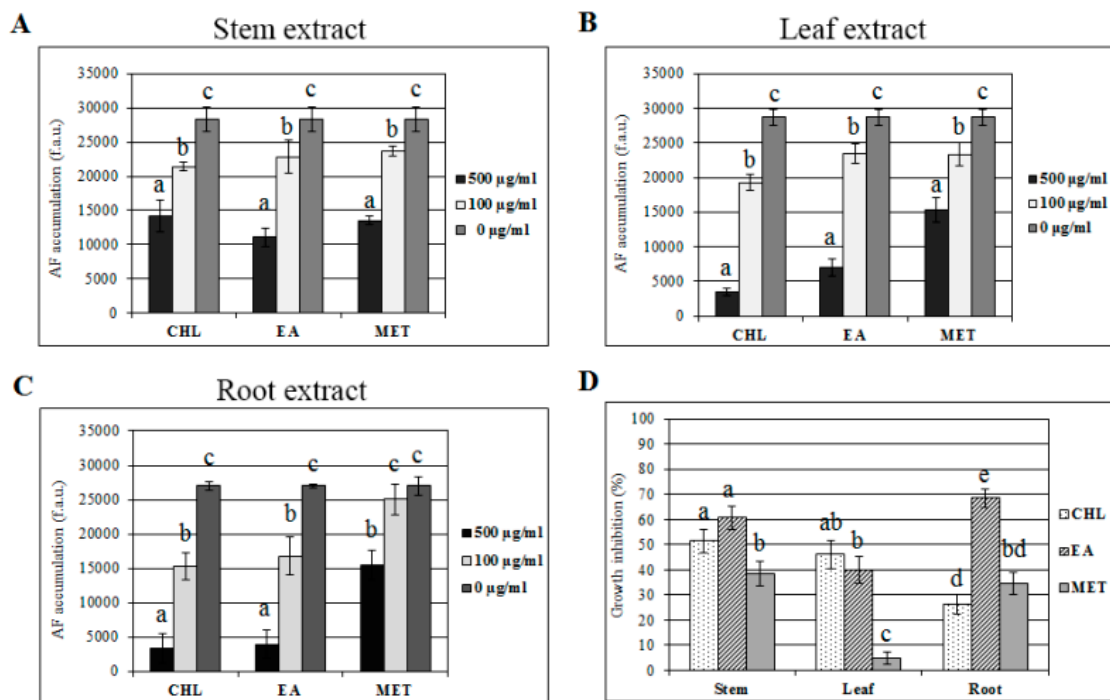 A
Stem extract
AF accumulation (f.a.u.)
35000
30000
25000
20000
15000
10000
5000
0
a
b
c
a
b
c
a
b
c
CHL
EA
MET
500 µg/ml
100 µg/ml
0 µg/ml
B
Leaf extract
AF accumulation (f.a.u.)
35000
30000
25000
20000
15000
10000
5000
0
a
b
c
a
b
c
a
b
c
CHL
EA
MET
500 µg/ml
100 µg/ml
0 µg/ml
C
Root extract
AF accumulation (f.a.u.)
35000
30000
25000
20000
15000
10000
5000
0
a
b
c
a
b
c
b
c
c
CHL
EA
MET
500 µg/ml
100 µg/ml
0 µg/ml
D
Growth inhibition (%)
100
90
80
70
60
50
40
30
20
10
0
a
a
b
ab
b
c
d
e
bd
Stem
Leaf
Root
CHL
EA
MET